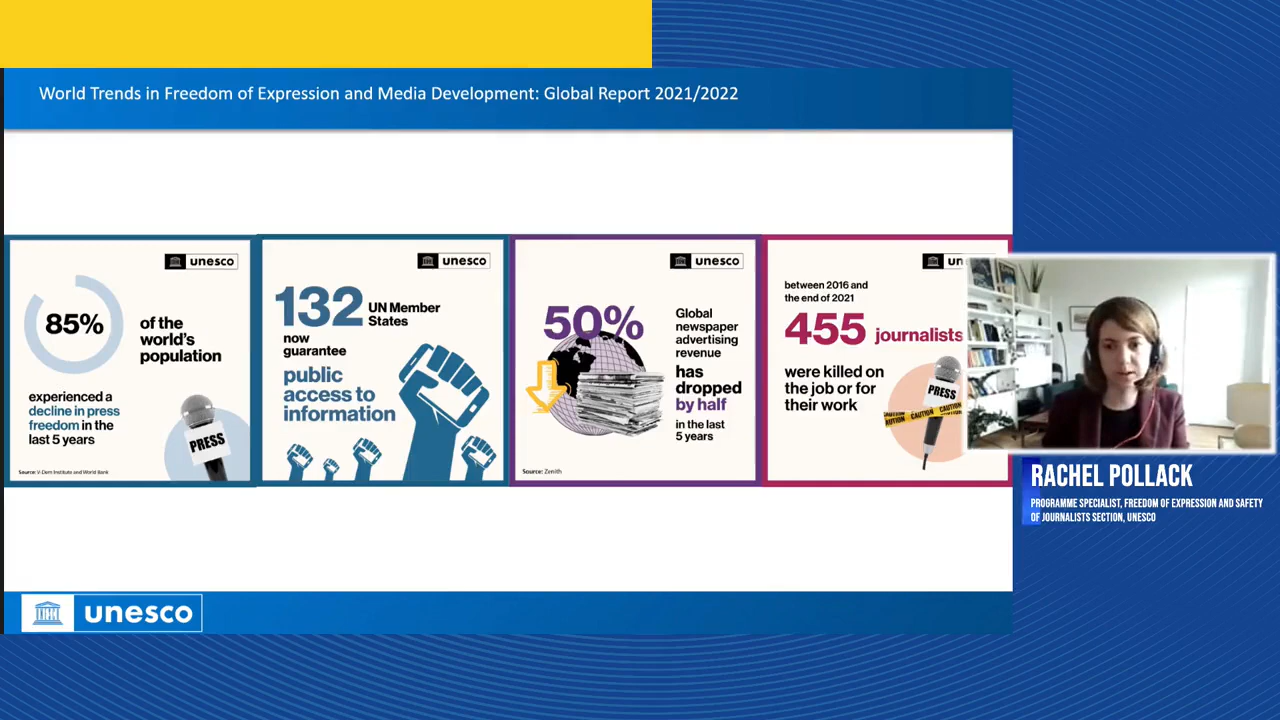 World Trends in Freedom of Expression and Media Development: Global Report 2021/2022
unesco
85%
of the
world's
population
experienced a
decline in press
freedom in the
last 5 years
PRESS
Source: V-Dem Institute and World Bank
unesco
132 UN Member
States
now
guarantee
public
access to
information
unesco
50%
Global
newspaper
advertising
revenue
has
dropped
by half
in the last
5 years
Source: Zenith
un
between 2016 and
the end of 2021
455 journalists
were killed on
the job or for
their work
PRESS
CAUTION CAUTION
RACHEL POLLACK
PROGRAMME SPECIALIST, FREEDOM OF EXPRESSION AND SAFETY
OF JOURNALISTS SECTION, UNESCO
unesco